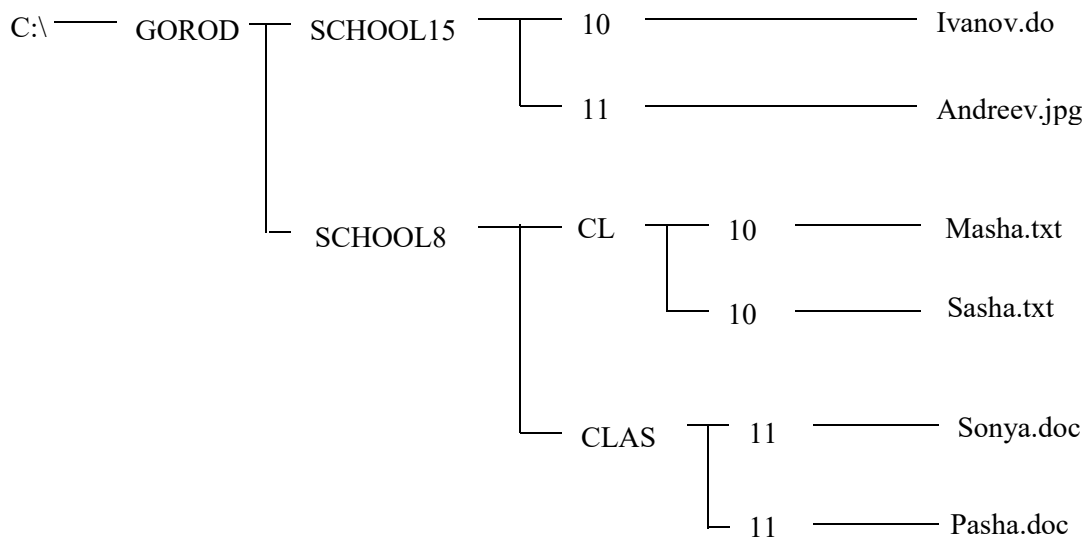 C:\ GOROD SCHOOL15 10 Ivanov.do
11 Andreev.jpg
SCHOOL8 CL 10 Masha.txt
10 Sasha.txt
CLAS 11 Sonya.doc
11 Pasha.doc